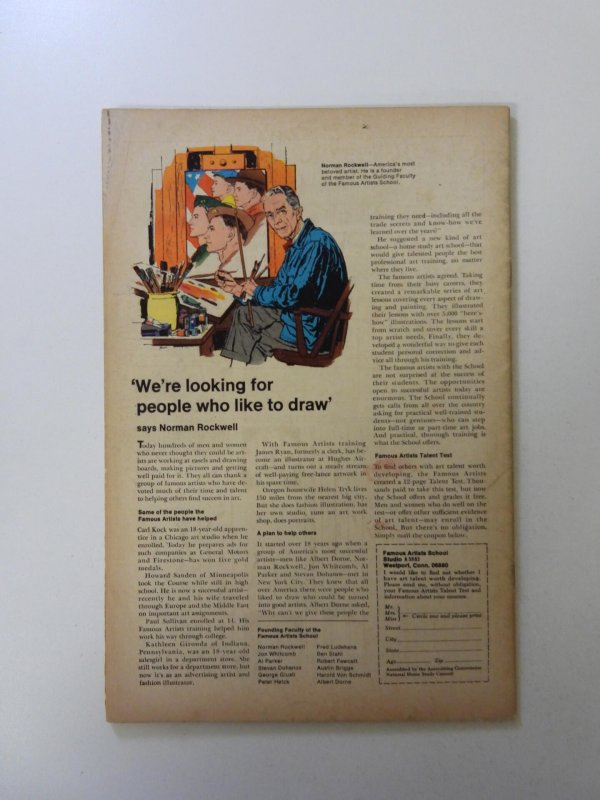 Norman Rockwell—America's most
beloved artist. He is a founder
and member of the Guiding Faculty
of the Famous Artists School.
'We're looking for
people who like to draw'
says Norman Rockwell
Today hundreds of men and women
who never thought they could be art-
ists are working at easels and drawing
boards, making pictures and getting
well paid for it. They all can thank a
group of famous artists who have de-
voted much of their time and talent
to helping others find success in art.
Some of the people the
Famous Artists have helped
Carl Kock was an 18-year-old appren-
tice in a Chicago art studio when he
enrolled. Today he prepares ads for
such companies as General Motors
and Firestone—has won five gold
medals.
Howard Sanden of Minneapolis
took the Course while still in high
school. He is now a successful artist—
recently he and his wife traveled
through Europe and the Middle East
on important art assignments.
Paul Sullivan enrolled at 14. His
Famous Artists training helped him
work his way through college.
Kathleen Gironda of Indiana,
Pennsylvania, was an 18-year-old
salesgirl in a department store. She
still works for a department store, but
now it's as an advertising artist and
fashion illustrator.
With Famous Artists training
James Ryan, formerly a clerk, has be-
come an illustrator at Hughes Air-
craft—and turns out a steady stream
of well-paying free-lance artwork in
his spare time.
Oregon housewife Helen lives
150 miles from the nearest big city.
But she does fashion illustration, has
her own studio, runs an art work
shop, does portraits.
A plan to help others
It started over 18 years ago when a
group of America's most successful
artists—men like Albert Dorne, Nor-
man Rockwell, Jon Whitcomb, Al
Parker and Stevan Dohanos—met in
New York City. They knew that all
over America there were people who
liked to draw who could be turned
into good artists. Albert Dorne asked,
"Why can't we give these people the
Founding Faculty of the
Famous Artists School
Norman Rockwell
Jon Whitcomb
Al Parker
Stevan Dohanos
George Giusti
Peter Helck
Fred Ludekens
Ben Stahl
Robert Fawcett
Austin Briggs
Harold Von Schmidt
Albert Dorne
training they need—including all the
trade secrets and know-how we've
learned over the years?"
He suggested a new kind of art
school—a home study art school—that
would give talented people the best
professional art training, no matter
where they live.
The famous artists agreed. Taking
time from their busy careers, they
created a remarkable series of art
lessons covering every aspect of draw-
ing and painting. They illustrated
their lessons with over 5,000 "here's-
how" illustrations. The lessons start
from scratch and cover every skill a
top artist needs. Finally, they de-
veloped a wonderful way to give each
student personal correction and ad-
vice all through his training.
The famous artists with the School
are not surprised at the success of
their students. The opportunities
open to successful artists today are
enormous. The School continually
gets calls from all over the country
asking for practical well-trained stu-
dents—not geniuses—who can step
into full-time or part-time art jobs.
And practical, thorough training is
what the School offers.
Famous Artists Talent Test
To find others with art talent worth
developing, the Famous Artists
created a 12-page Talent Test. Thou-
sands paid to take this test, but now
the School offers and grades it free.
Men and women who do well on the
test—or offer other sufficient evidence
of art talent—may enroll in the
School. But there's no obligation.
Simply mail the coupon below.
Famous Artists School
Studio
Westport, Conn. 06880
I would like to find out whether I
have art talent worth developing.
Please send me, without obligation,
your Famous Artists Talent Test and
information about your courses.
Mr.
Mrs.
Miss
Circle one and please print
Street
City
State
Age Zip
Accredited by the Accrediting Commission
National Home Study Council